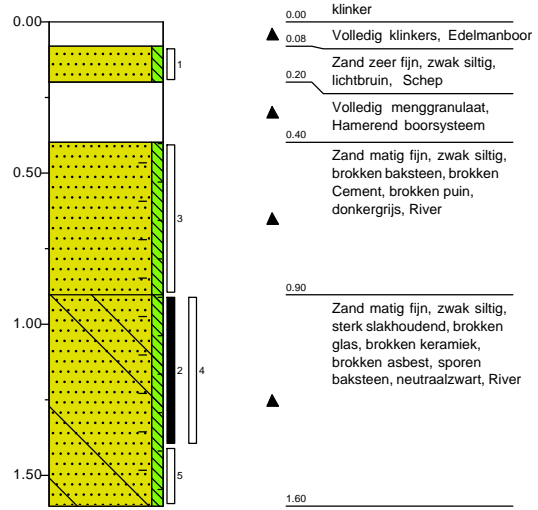 klinker
0.00
0.00
Volledig klinkers, Edelmanboor
0.08
Zand zeer fijn, zwak siltig,
lichtbruin, Schep
1
0.20
Volledig menggranulaat,
Hamerend boorsysteem
0.40
Zand matig fijn, zwak siltig,
brokken baksteen, brokken
Cement, brokken puin,
donkergrijs, River
0.50
3
0.90
Zand matig fijn, zwak siltig,
sterk slakhoudend, brokken
glas, brokken keramiek,
brokken asbest, sporen
baksteen, neutraalzwart, River
1.00
2
4
1.50
5
1.60